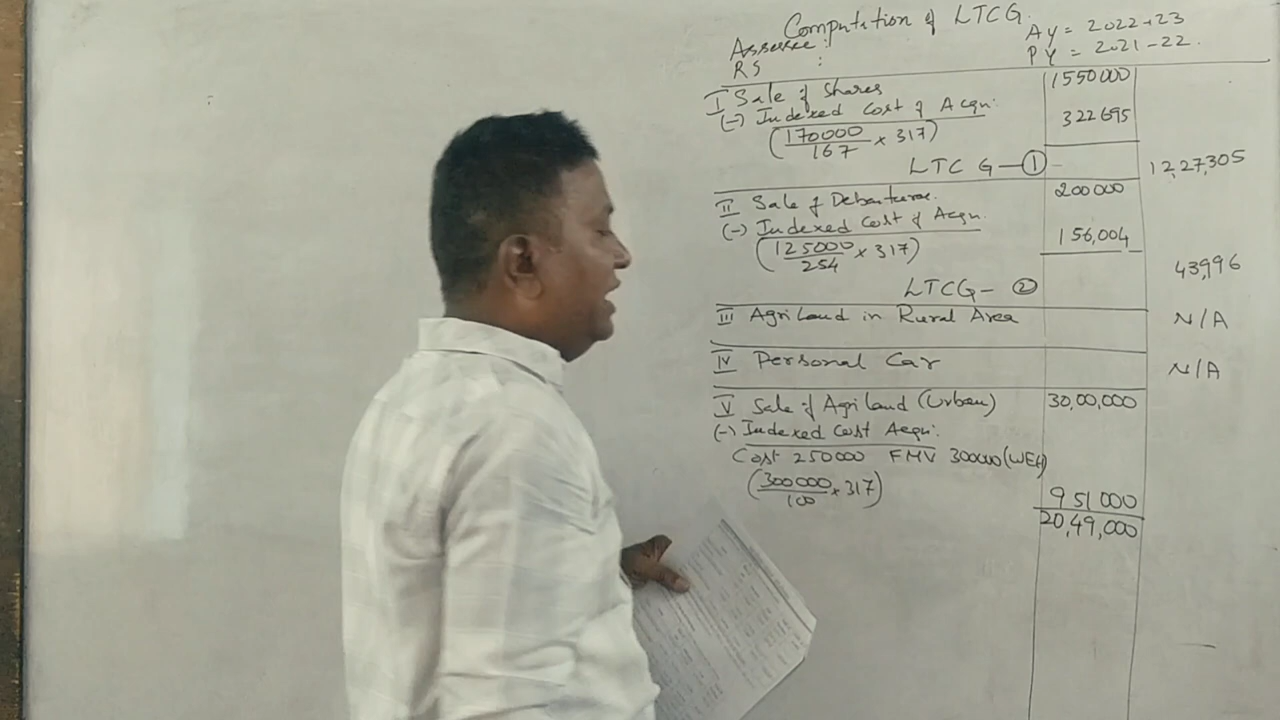 Computation of LTCG.
Assessee :
AY = 2022-23
RS :
PY = 2021-22.
I Sale of Shares 1550000
(-) Indexed Cost of Acqn: 322695
(170000/167 × 317)
LTCG — ① 12,27,305
II Sale of Debentures. 200000
(-) Indexed Cost of Acqn. 156,004
(125000/254 × 317)
LTCG - ② 43,996
III Agri Land in Rural Area N/A
IV Personal Car N/A
V Sale of Agri Land (Urban) 30,00,000
(-) Indexed Cost Acqn:
Cost 250000 FMV 300000 (WEH)
(300000/100 × 317)
951000
20,49,000